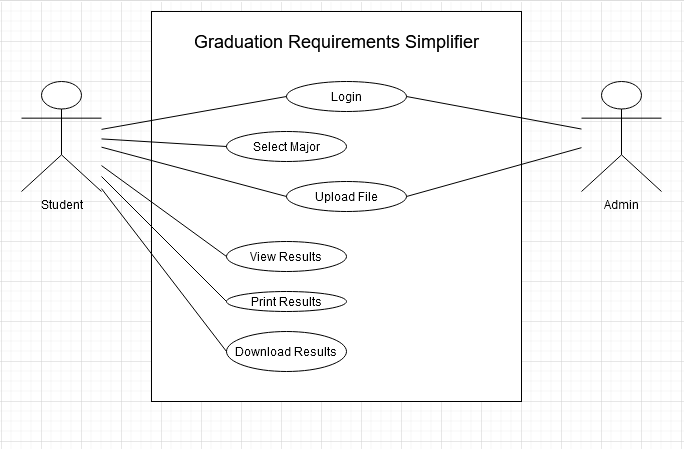 Graduation Requirements Simplifier
Login
Select Major
Upload File
Student
Admin
View Results
Print Results
Download Results